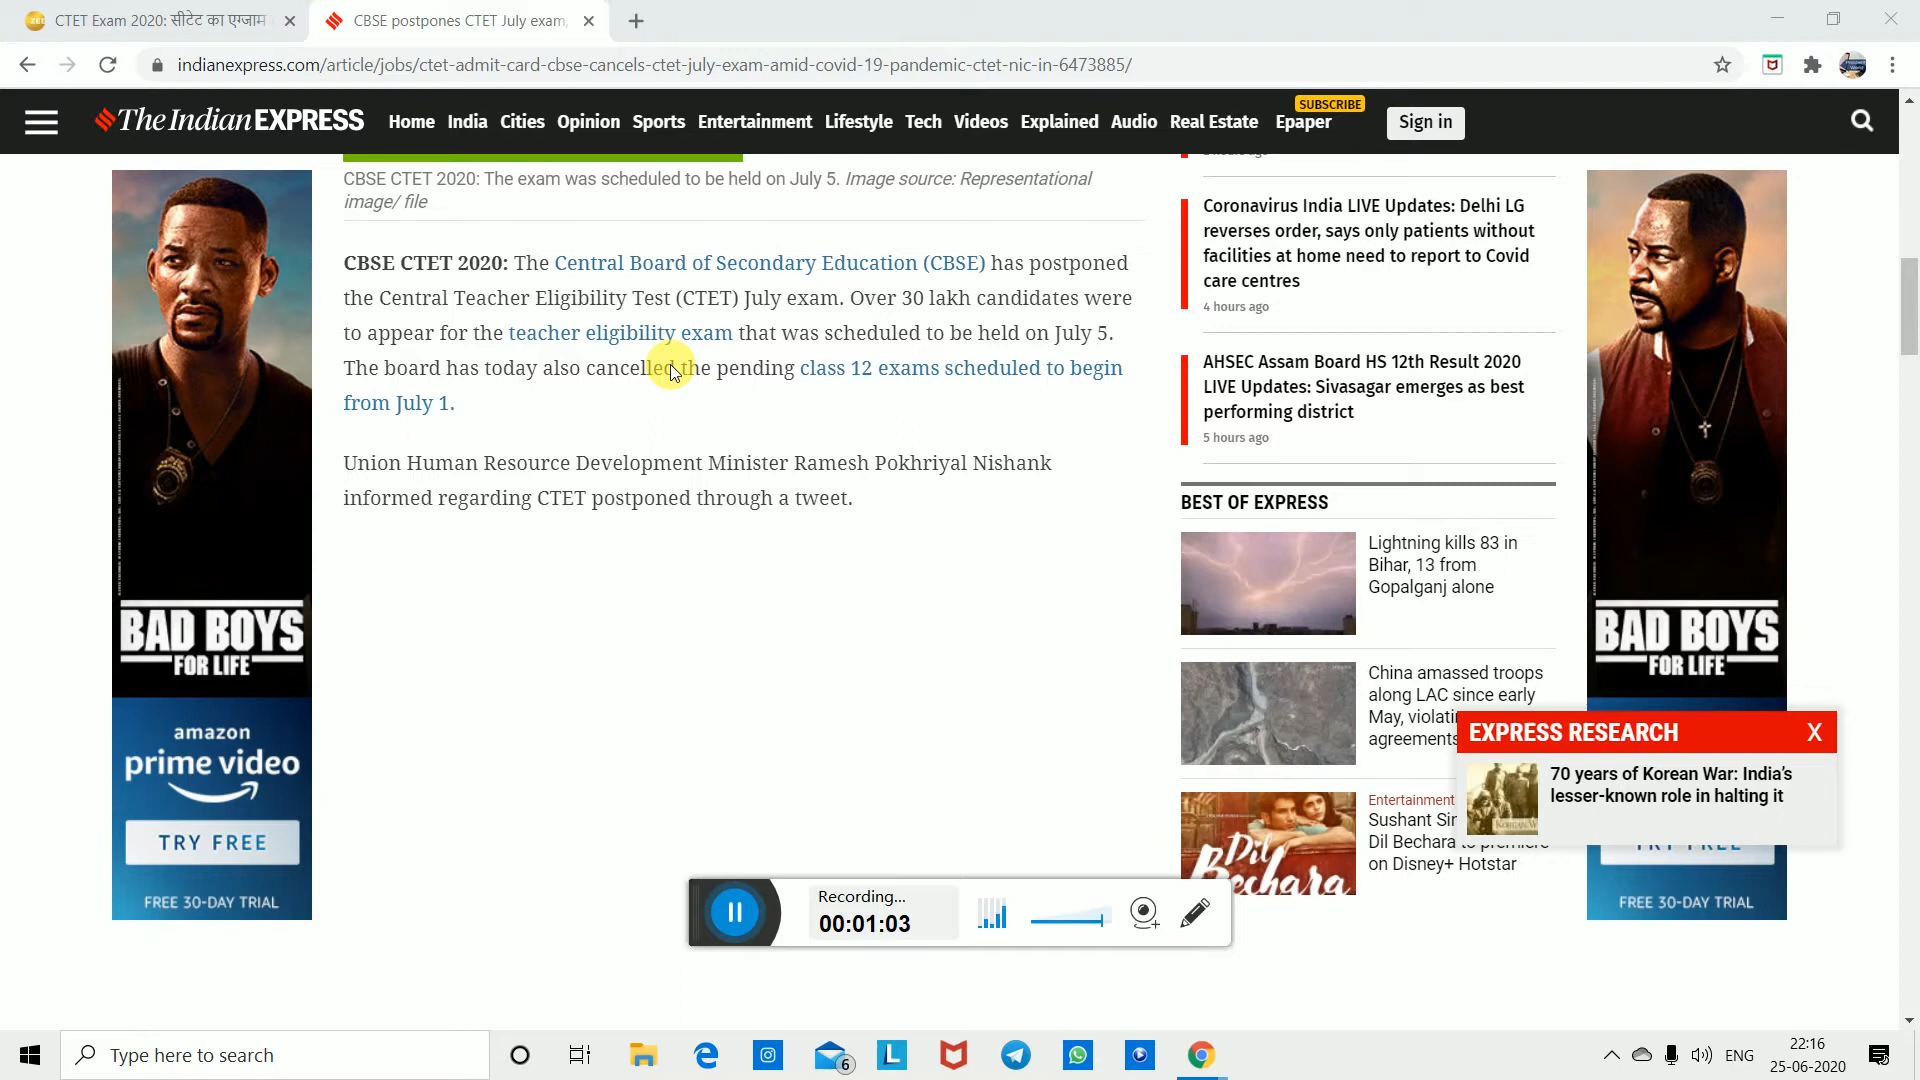 CTET Exam 2020: सीटेट का एग्जाम
CBSE postpones CTET July exam,
indianexpress.com/article/jobs/ctet-admit-card-cbse-cancels-ctet-july-exam-amid-covid-19-pandemic-ctet-nic-in-6473885/
The Indian EXPRESS
Home India Cities Opinion Sports Entertainment Lifestyle Tech Videos Explained Audio Real Estate Epaper
SUBSCRIBE
Sign in
CBSE CTET 2020: The exam was scheduled to be held on July 5. Image source: Representational
image/ file
CBSE CTET 2020: The Central Board of Secondary Education (CBSE) has postponed
the Central Teacher Eligibility Test (CTET) July exam. Over 30 lakh candidates were
to appear for the teacher eligibility exam that was scheduled to be held on July 5.
The board has today also cancelled the pending class 12 exams scheduled to begin
from July 1.
Union Human Resource Development Minister Ramesh Pokhriyal Nishank
informed regarding CTET postponed through a tweet.
Coronavirus India LIVE Updates: Delhi LG
reverses order, says only patients without
facilities at home need to report to Covid
care centres
4 hours ago
AHSEC Assam Board HS 12th Result 2020
LIVE Updates: Sivasagar emerges as best
performing district
5 hours ago
BEST OF EXPRESS
Lightning kills 83 in
Bihar, 13 from
Gopalganj alone
China amassed troops
along LAC since early
May,
agreements
Entertainment
Sushant
Dil Bechara to premiere
on Disney+ Hotstar
Dil
Bechara
EXPRESS RESEARCH
X
70 years of Korean War: India's
lesser-known role in halting it
BAD BOYS
FOR LIFE
amazon
prime video
TRY FREE
FREE 30-DAY TRIAL
BAD BOYS
FOR LIFE
TRY FREE
FREE 30-DAY TRIAL
Recording...
00:01:03
Type here to search
6
L
ENG
22:16
25-06-2020